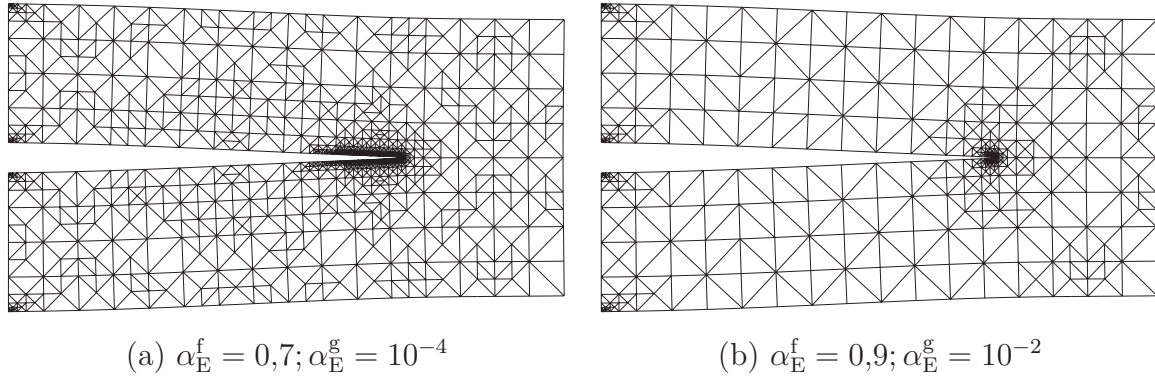 (a) α_E^f = 0,7; α_E^g = 10^−4
(b) α_E^f = 0,9; α_E^g = 10^−2